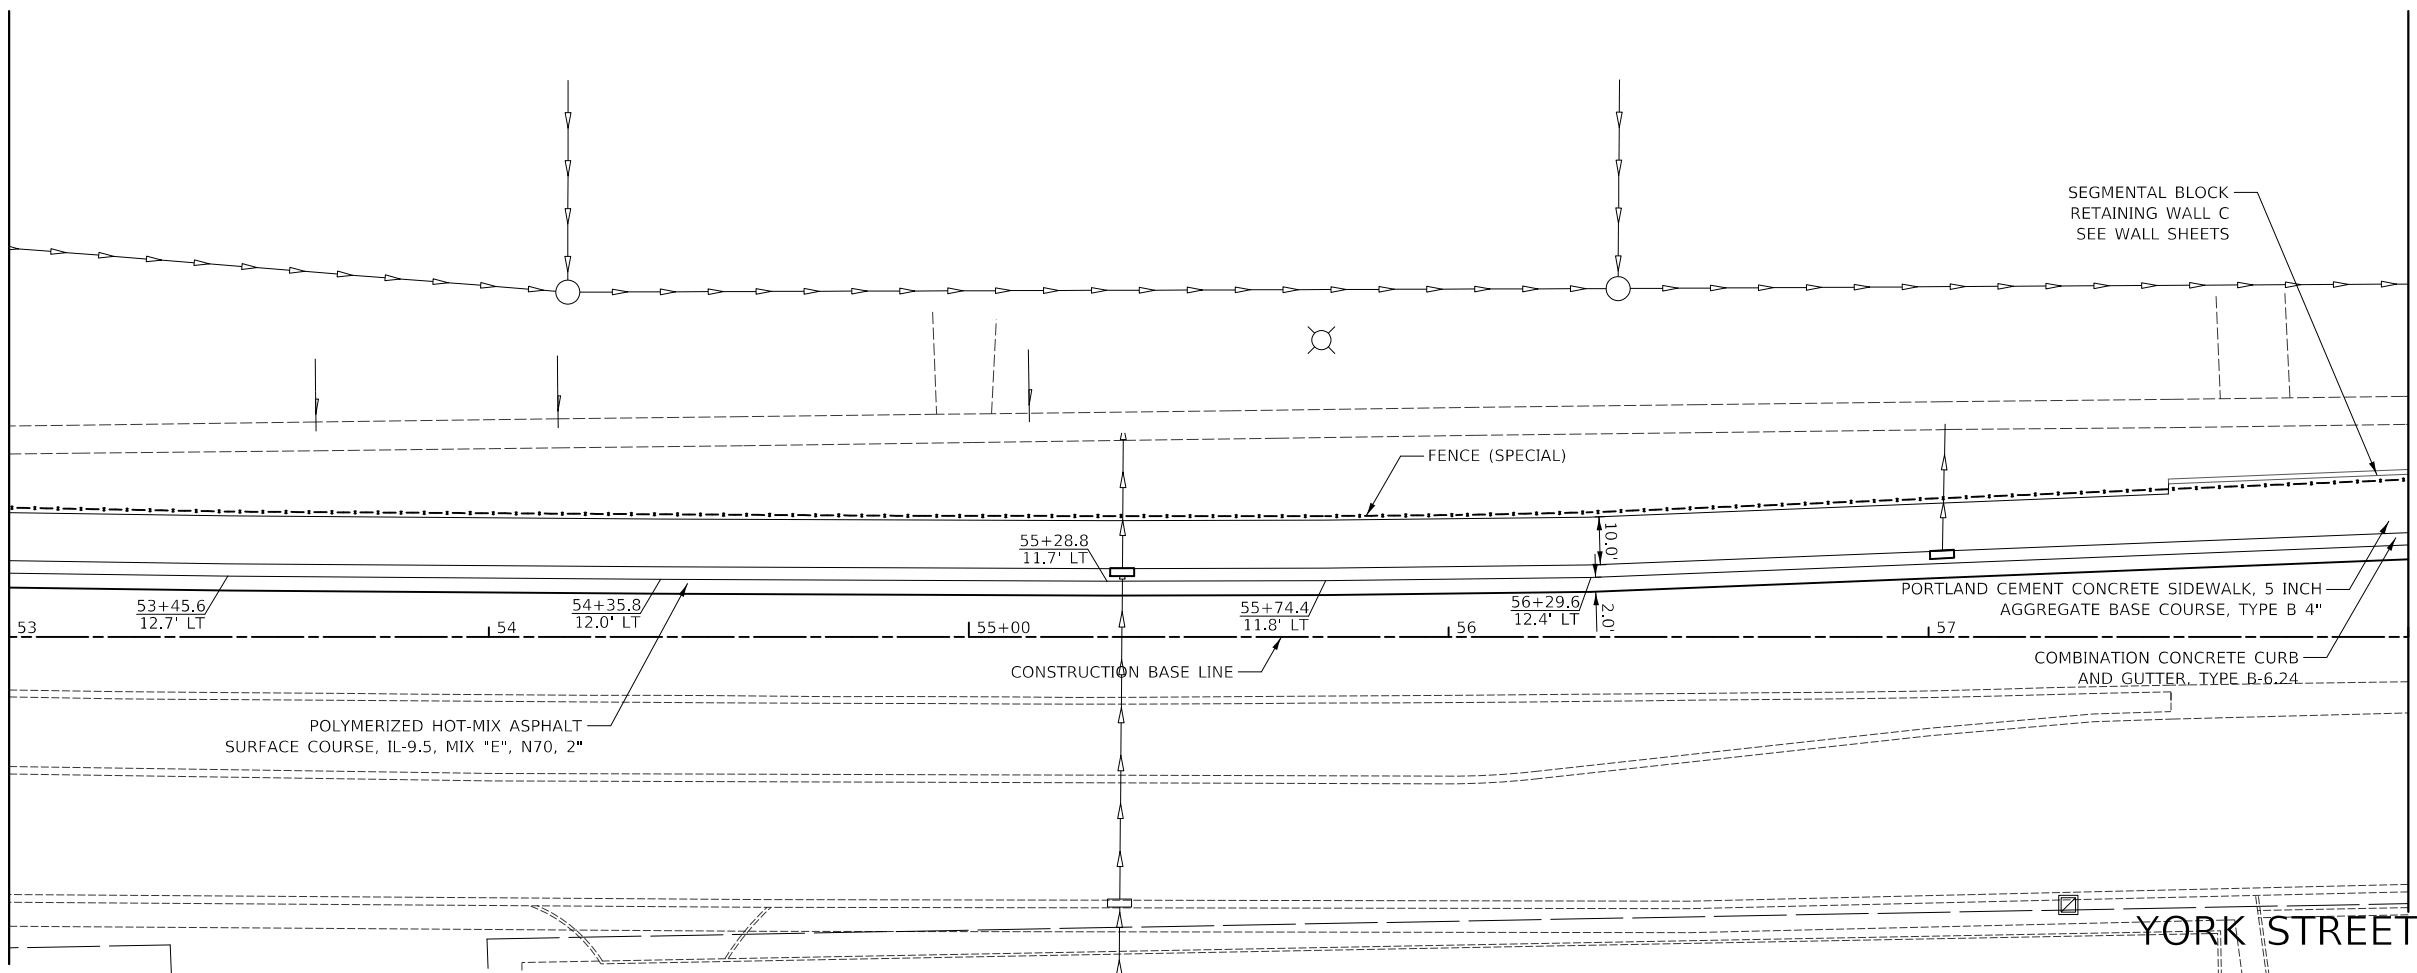 SEGMENTAL BLOCK
RETAINING WALL C
SEE WALL SHEETS
FENCE (SPECIAL)
10.0'
55+28.8
11.7' LT
53+45.6
12.7' LT
54+35.8
12.0' LT
55+74.4
11.8' LT
56+29.6
12.4' LT
2.0'
PORTLAND CEMENT CONCRETE SIDEWALK, 5 INCH
AGGREGATE BASE COURSE, TYPE B 4"
53
54
55+00
56
57
CONSTRUCTION BASE LINE
COMBINATION CONCRETE CURB
AND GUTTER, TYPE B-6.24
POLYMERIZED HOT-MIX ASPHALT
SURFACE COURSE, IL-9.5, MIX "E", N70, 2"
YORK STREET